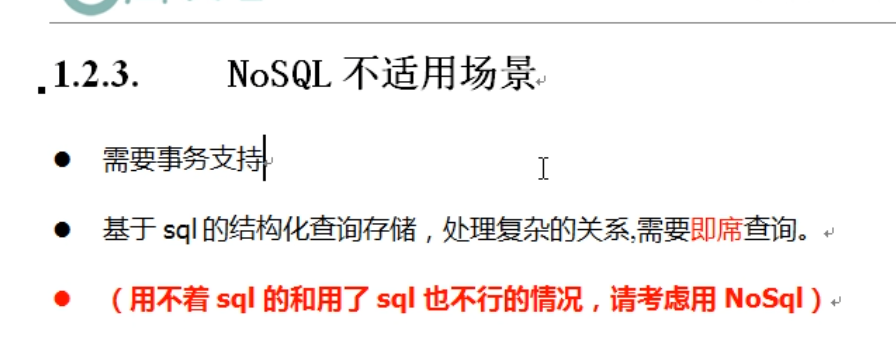 1.2.3. NoSQL 不适用场景
需要事务支持
基于 sql 的结构化查询存储，处理复杂的关系,需要即席查询。
（用不着 sql 的和用了 sql 也不行的情况，请考虑用 NoSql）